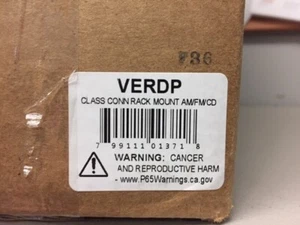 F36
VERDP
CLASS CONN RACK MOUNT AM/FM/CD
7 99111 01371 8
WARNING: CANCER
AND REPRODUCTIVE HARM
- www.P65Warnings.ca.gov